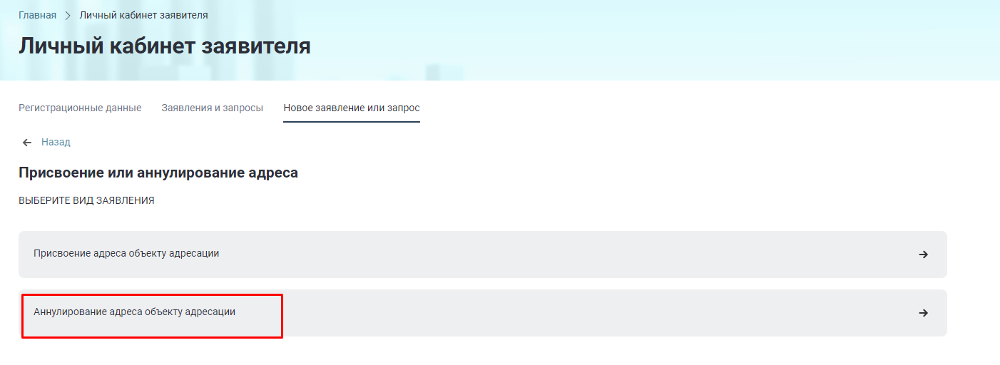 Главная > Личный кабинет заявителя
Личный кабинет заявителя
Регистрационные данные Заявления и запросы Новое заявление или запрос
← Назад
Присвоение или аннулирование адреса
ВЫБЕРИТЕ ВИД ЗАЯВЛЕНИЯ
Присвоение адреса объекту адресации →
Аннулирование адреса объекту адресации →